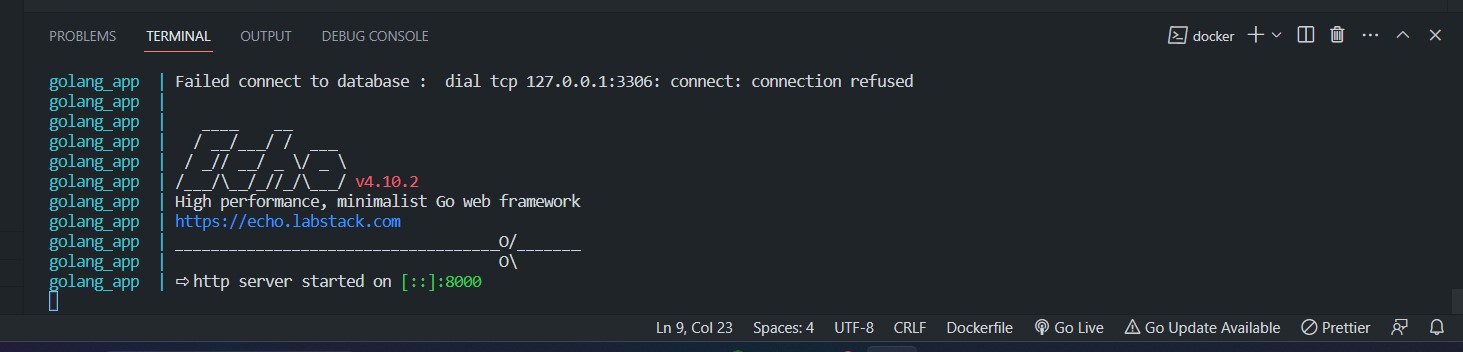 PROBLEMS TERMINAL OUTPUT DEBUG CONSOLE docker
golang_app | Failed connect to database :  dial tcp 127.0.0.1:3306: connect: connection refused
golang_app |
golang_app |
golang_app |    ____    __
golang_app |   / __/___/ /  ___
golang_app |  / _// __/ _ \/ _ \
golang_app | /___/\__/_//_/\___/ v4.10.2
golang_app | High performance, minimalist Go web framework
golang_app | https://echo.labstack.com
golang_app | ____________________________________O/_______
golang_app |                                     O\
golang_app | ⇨ http server started on [::]:8000
Ln 9, Col 23 Spaces: 4 UTF-8 CRLF Dockerfile Go Live Go Update Available Prettier